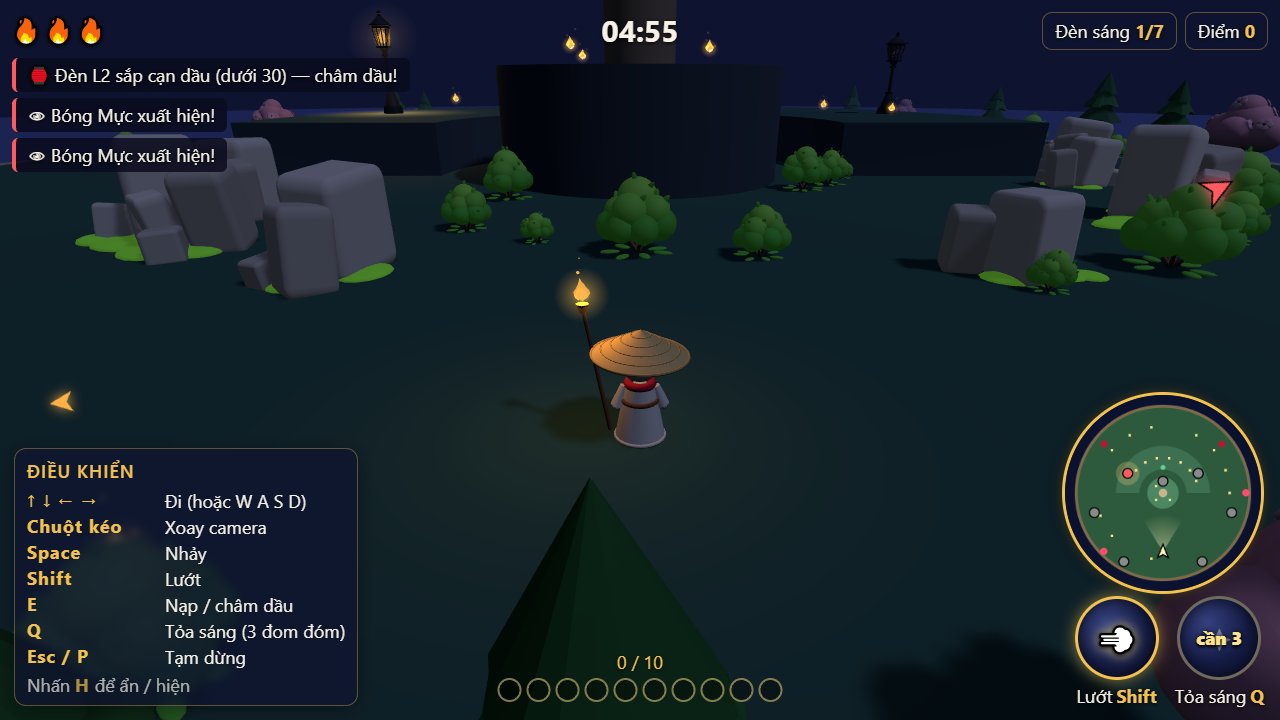 04:55
Đèn sáng 1/7
Điểm 0
Đèn L2 sắp cạn dầu (dưới 30) — châm dầu!
Bóng Mực xuất hiện!
Bóng Mực xuất hiện!
ĐIỀU KHIỂN
↑ ↓ ← → Đi (hoặc W A S D)
Chuột kéo Xoay camera
Space Nhảy
Shift Lướt
E Nạp / châm dầu
Q Tỏa sáng (3 đom đóm)
Esc / P Tạm dừng
Nhấn H để ẩn / hiện
0 / 10
cần 3
Lướt Shift
Tỏa sáng Q